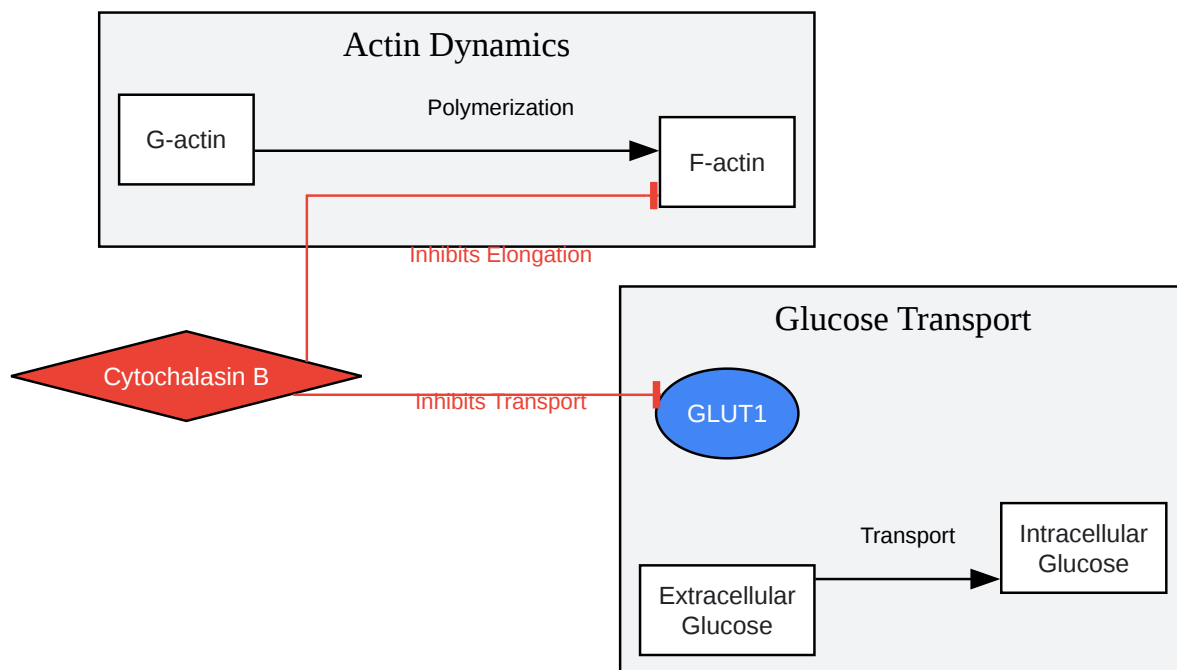 Actin Dynamics
Polymerization
G-actin
F-actin
Inhibits Elongation
Glucose Transport
Cytochalasin B
Inhibits Transport
GLUT1
Transport
Intracellular
Glucose
Extracellular
Glucose